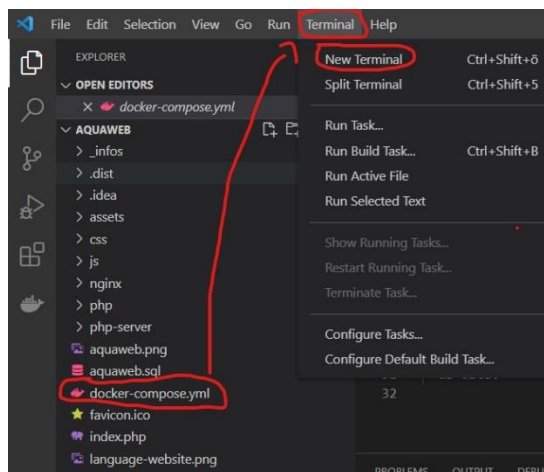 File Edit Selection View Go Run Terminal Help
EXPLORER
OPEN EDITORS
docker-compose.yml
AQUAWEB
_infos
.dist
.idea
assets
css
js
nginx
php
php-server
aquaweb.png
aquaweb.sql
docker-compose.yml
favicon.ico
index.php
language-website.png
New Terminal Ctrl+Shift+ö
Split Terminal Ctrl+Shift+5
Run Task...
Run Build Task... Ctrl+Shift+B
Run Active File
Run Selected Text
Show Running Tasks...
Restart Running Task...
Terminate Task...
Configure Tasks...
Configure Default Build Task...
32
PROBLEMS OUTPUT